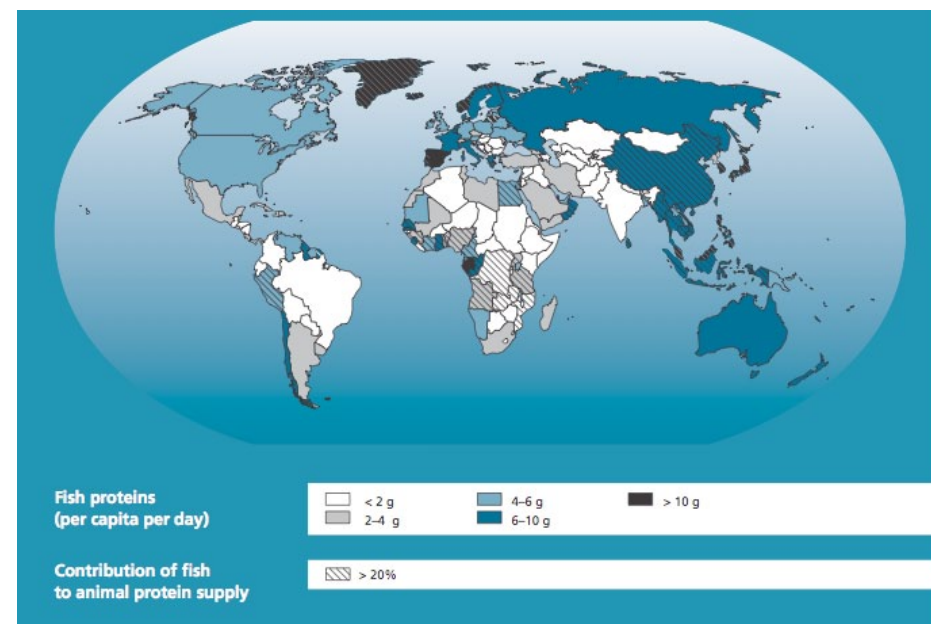 Fish proteins
(per capita per day)
< 2 g
4–6 g
> 10 g
2–4 g
6–10 g
Contribution of fish
to animal protein supply
> 20%